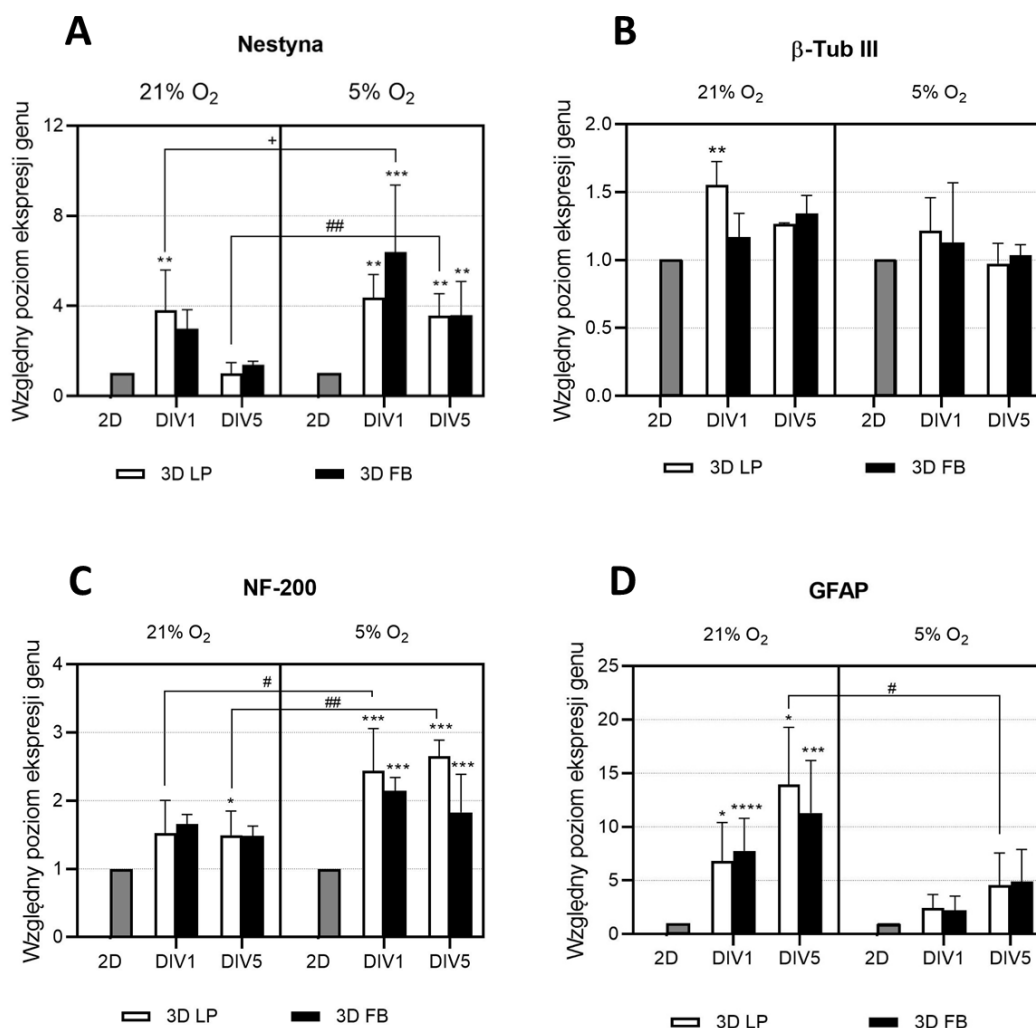 A
Nestyna
21% O₂
5% O₂
Względny poziom ekspresji genu
12
8
4
0
**
+
***
##
**
**
**
2D
DIV1
DIV5
2D
DIV1
DIV5
3D LP
3D FB
B
β-Tub III
21% O₂
5% O₂
Względny poziom ekspresji genu
2.0
1.5
1.0
0.5
0.0
**
2D
DIV1
DIV5
2D
DIV1
DIV5
3D LP
3D FB
C
NF-200
21% O₂
5% O₂
Względny poziom ekspresji genu
4
3
2
1
0
#
##
*
***
***
***
***
2D
DIV1
DIV5
2D
DIV1
DIV5
3D LP
3D FB
D
GFAP
21% O₂
5% O₂
Względny poziom ekspresji genu
25
20
15
10
5
0
#
*
****
*
***
2D
DIV1
DIV5
2D
DIV1
DIV5
3D LP
3D FB